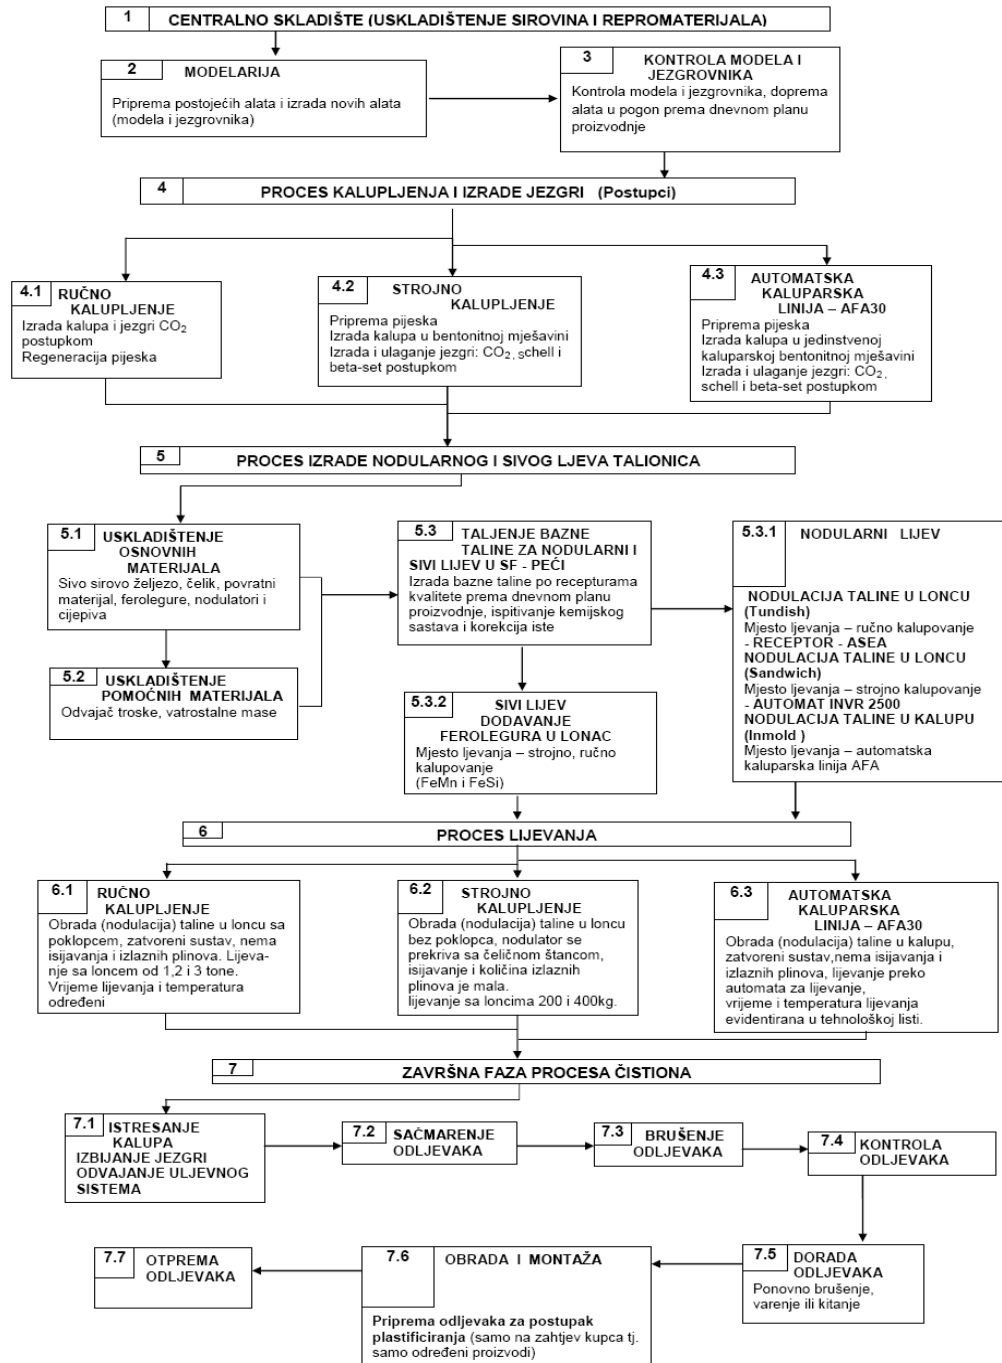 1 CENTRALNO SKLADIŠTE (USKLADIŠTENJE SIROVINA I REPROMATERIJALA)
2 MODELARIJA
Priprema postojećih alata i izrada novih alata
(modela i jezgrovnika)
3 KONTROLA MODELA I
JEZGROVNIKA
Kontrola modela i jezgrovnika, doprema
alata u pogon prema dnevnom planu
proizvodnje
4 PROCES KALUPLJENJA I IZRADE JEZGRI (Postupci)
4.1 RUČNO
KALUPLJENJE
Izrada kalupa i jezgri CO₂
postupkom
Regeneracija pijeska
4.2 STROJNO
KALUPLJENJE
Priprema pijeska
Izrada kalupa u bentonitnoj mješavini
Izrada i ulaganje jezgri: CO₂, schell i
beta-set postupkom
4.3 AUTOMATSKA
KALUPARSKA
LINIJA – AFA30
Priprema pijeska
Izrada kalupa u jedinstvenoj
kaluparskoj bentonitnoj mješavini
Izrada i ulaganje jezgri: CO₂,
schell i beta-set postupkom
5 PROCES IZRADE NODULARNOG I SIVOG LJEVA TALIONICA
5.1 USKLADIŠTENJE
OSNOVNIH
MATERIJALA
Sivo sirovo željezo, čelik, povratni
materijal, ferolegure, nodulatori i
cijepiva
5.2 USKLADIŠTENJE
POMOĆNIH MATERIJALA
Odvajač troske, vatrostalne mase
5.3 TALJENJE BAZNE
TALINE ZA NODULARNI I
SIVI LIJEV U SF - PEĆI
Izrada bazne taline po recepturama
kvalitete prema dnevnom planu
proizvodnje, ispitivanje kemijskog
sastava i korekcija iste
5.3.2 SIVI LIJEV
DODAVANJE
FEROLEGURA U LONAC
Mjesto ljevanja – strojno, ručno
kalupovanje
(FeMn i FeSi)
5.3.1 NODULARNI LIJEV
NODULACIJA TALINE U LONCU
(Tundish)
Mjesto ljevanja – ručno kalupovanje
- RECEPTOR - ASEA
NODULACIJA TALINE U LONCU
(Sandwich)
Mjesto ljevanja – strojno kalupovanje
- AUTOMAT INVR 2500
NODULACIJA TALINE U KALUPU
(Inmold )
Mjesto ljevanja – automatska
kaluparska linija AFA
6 PROCES LIJEVANJA
6.1 RUČNO
KALUPLJENJE
Obrada (nodulacija) taline u loncu sa
poklopcem, zatvoreni sustav, nema
isijavanja i izlaznih plinova. Lijeva-
nje sa loncem od 1,2 i 3 tone.
Vrijeme lijevanja i temperatura
određeni
6.2 STROJNO
KALUPLJENJE
Obrada (nodulacija) taline u loncu
bez poklopca, nodulator se
prekriva sa čeličnom štancom,
isijavanje i količina izlaznih
plinova je mala.
lijevanje sa loncima 200 i 400kg.
6.3 AUTOMATSKA
KALUPARSKA
LINIJA – AFA30
Obrada (nodulacija) taline u kalupu,
zatvoreni sustav,nema isijavanja i
izlaznih plinova, lijevanje preko
automata za lijevanje,
vrijeme i temperatura lijevanja
evidentirana u tehnološkoj listi.
7 ZAVRŠNA FAZA PROCESA ČISTIONA
7.1 ISTRESANJE
KALUPA
IZBIJANJE JEZGRI
ODVAJANJE ULJEVNOG
SISTEMA
7.2 SAČMARENJE
ODLJEVAKA
7.3 BRUŠENJE
ODLJEVAKA
7.4 KONTROLA
ODLJEVAKA
7.5 DORADA
ODLJEVAKA
Ponovno brušenje,
varenje ili kitanje
7.6 OBRADA I MONTAŽA
Priprema odljevaka za postupak
plastificiranja (samo na zahtjev kupca tj.
samo određeni proizvodi)
7.7 OTPREMA
ODLJEVAKA